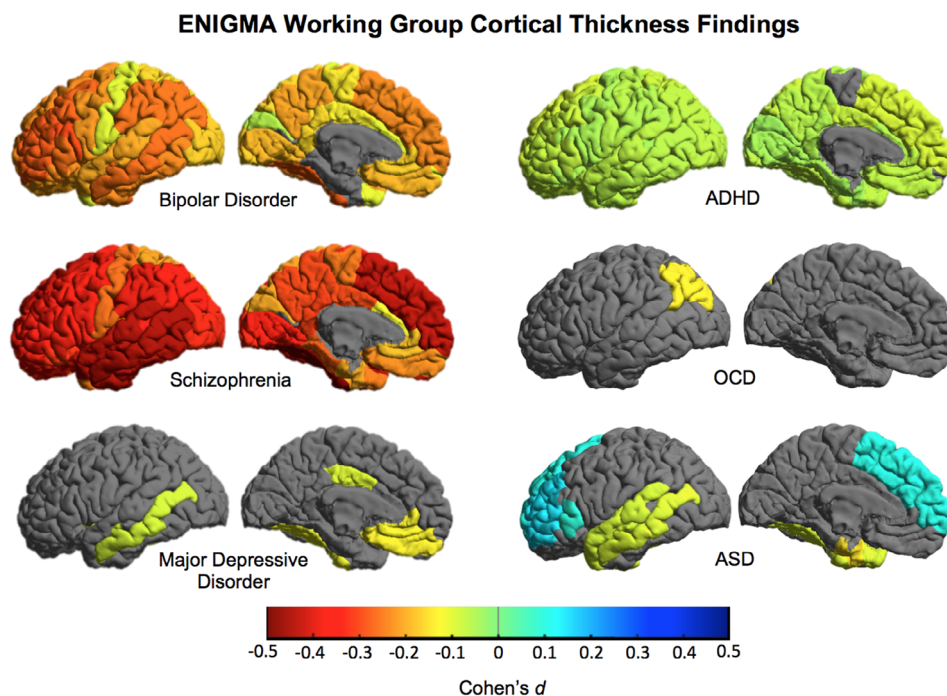 ENIGMA Working Group Cortical Thickness Findings
Bipolar Disorder
ADHD
Schizophrenia
OCD
Major Depressive
Disorder
ASD
-0.5 -0.4 -0.3 -0.2 -0.1 0 0.1 0.2 0.3 0.4 0.5
Cohen's d